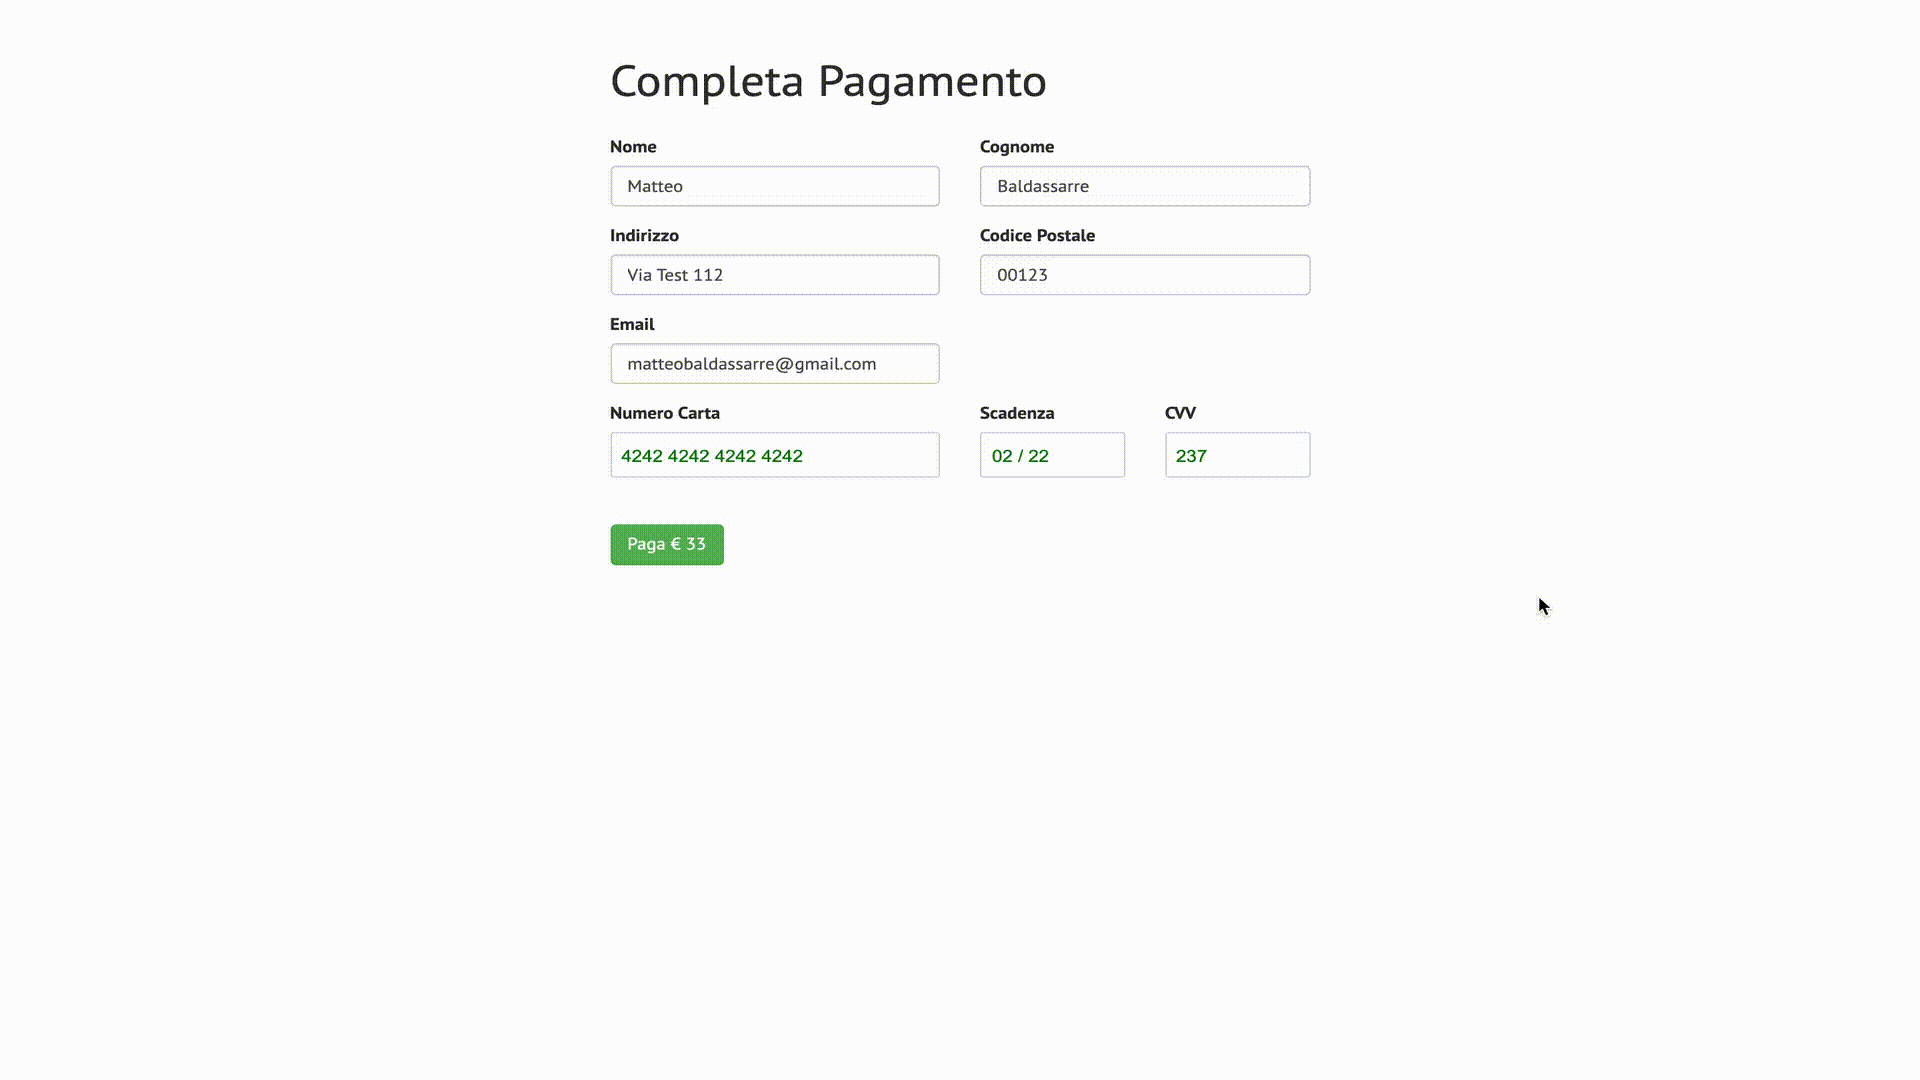 Completa Pagamento
Nome Cognome
Matteo Baldassarre
Indirizzo Codice Postale
Via Test 112 00123
Email
matteobaldassarre@gmail.com
Numero Carta Scadenza CVV
4242 4242 4242 4242 02 / 22 237
Paga € 33